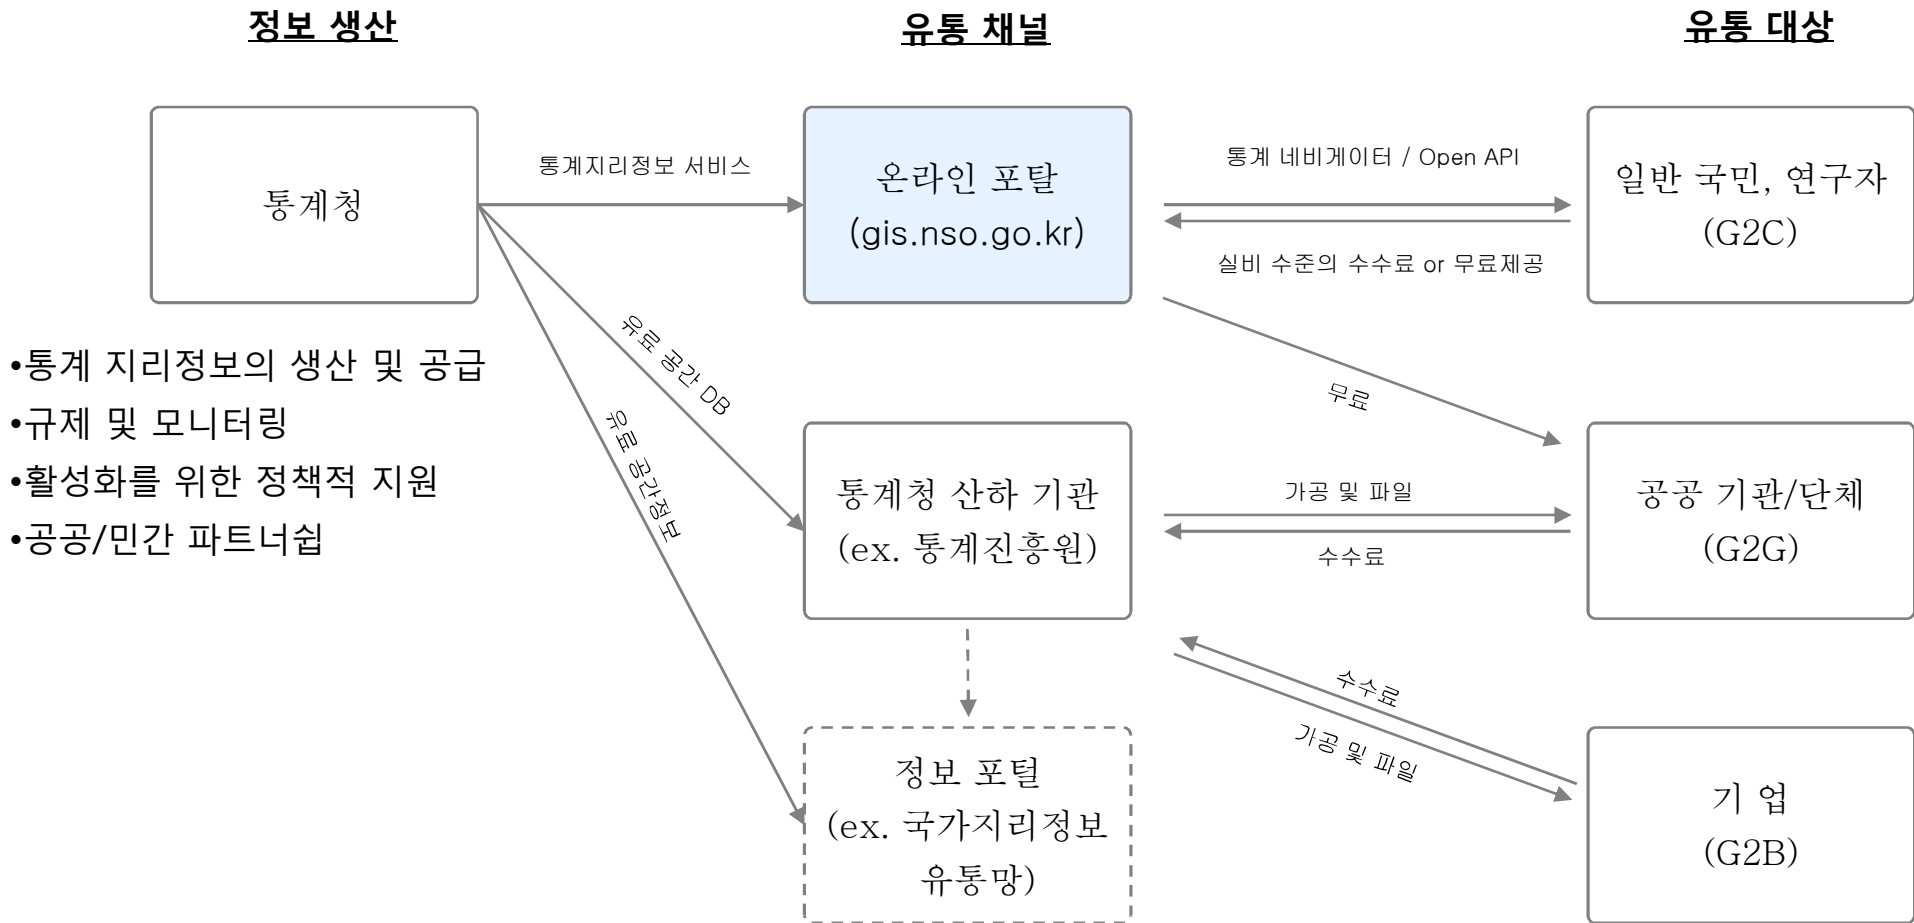 정보 생산
유통 채널
유통 대상
통계청
통계지리정보 서비스
온라인 포탈
(gis.nso.go.kr)
통계 네비게이터 / Open API
실비 수준의 수수료 or 무료제공
일반 국민, 연구자
(G2C)
•통계 지리정보의 생산 및 공급
•규제 및 모니터링
•활성화를 위한 정책적 지원
•공공/민간 파트너쉽
유료 공간 DB
유료 공간정보
무료
통계청 산하 기관
(ex. 통계진흥원)
가공 및 파일
수수료
공공 기관/단체
(G2G)
수수료
가공 및 파일
정보 포털
(ex. 국가지리정보
유통망)
기 업
(G2B)